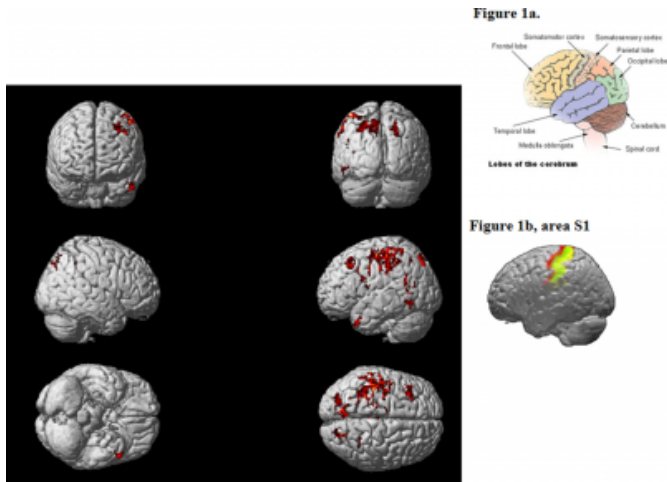 Figure 1a.
Somatomotor cortex
Somatosensory cortex
Frontal lobe
Parietal lobe
Occipital lobe
Temporal lobe
Cerebellum
Medulla oblongata
Spinal cord
Lobes of the cerebrum
Figure 1b, area S1